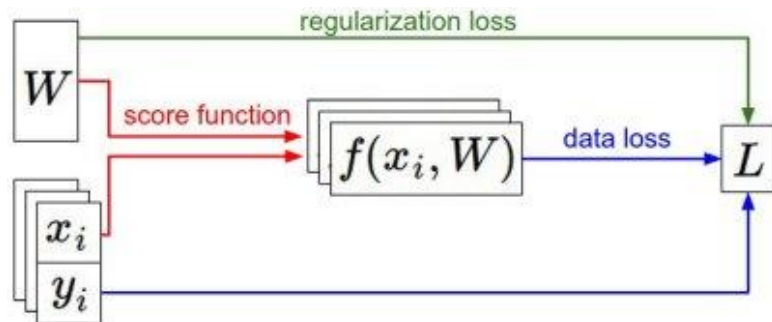 regularization loss
W
score function
f(x_i, W)
data loss
L
x_i
y_i